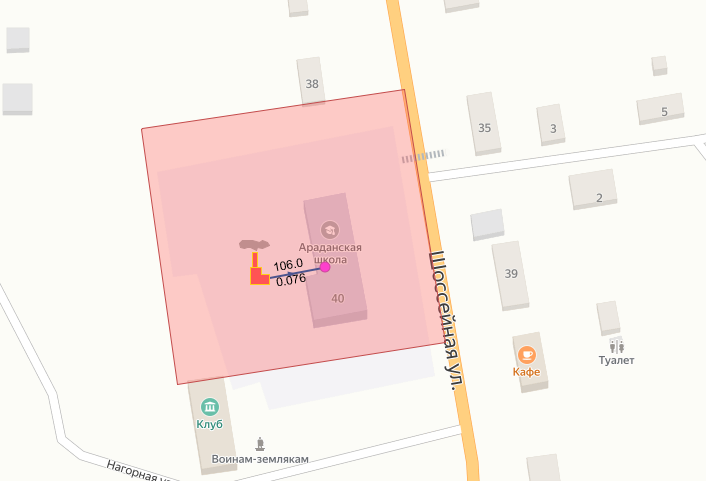 38
35
3
5
2
Араданская
школа
106.0
0.076
40
39
Шоссейная ул.
Кафе
Туалет
Клуб
Воинам-землякам
Нагорная у